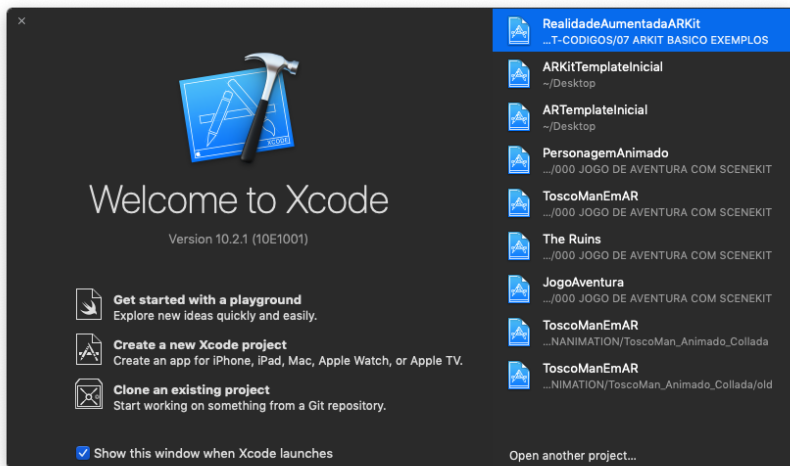 XCODE
Welcome to Xcode
Version 10.2.1 (10E1001)
Get started with a playground
Explore new ideas quickly and easily.
Create a new Xcode project
Create an app for iPhone, iPad, Mac, Apple Watch, or Apple TV.
Clone an existing project
Start working on something from a Git repository.
Show this window when Xcode launches
RealidadeAumentadaARKit
...T-CODIGOS/07 ARKIT BASICO EXEMPLOS
ARKitTemplateInicial
~/Desktop
ARTemplateInicial
~/Desktop
PersonagemAnimado
.../000 JOGO DE AVENTURA COM SCENEKIT
ToscoManEmAR
.../000 JOGO DE AVENTURA COM SCENEKIT
The Ruins
.../000 JOGO DE AVENTURA COM SCENEKIT
JogoAventura
.../000 JOGO DE AVENTURA COM SCENEKIT
ToscoManEmAR
...NANIMATION/ToscoMan_Animado_Collada
ToscoManEmAR
...NIMATION/ToscoMan_Animado_Collada/old
Open another project...